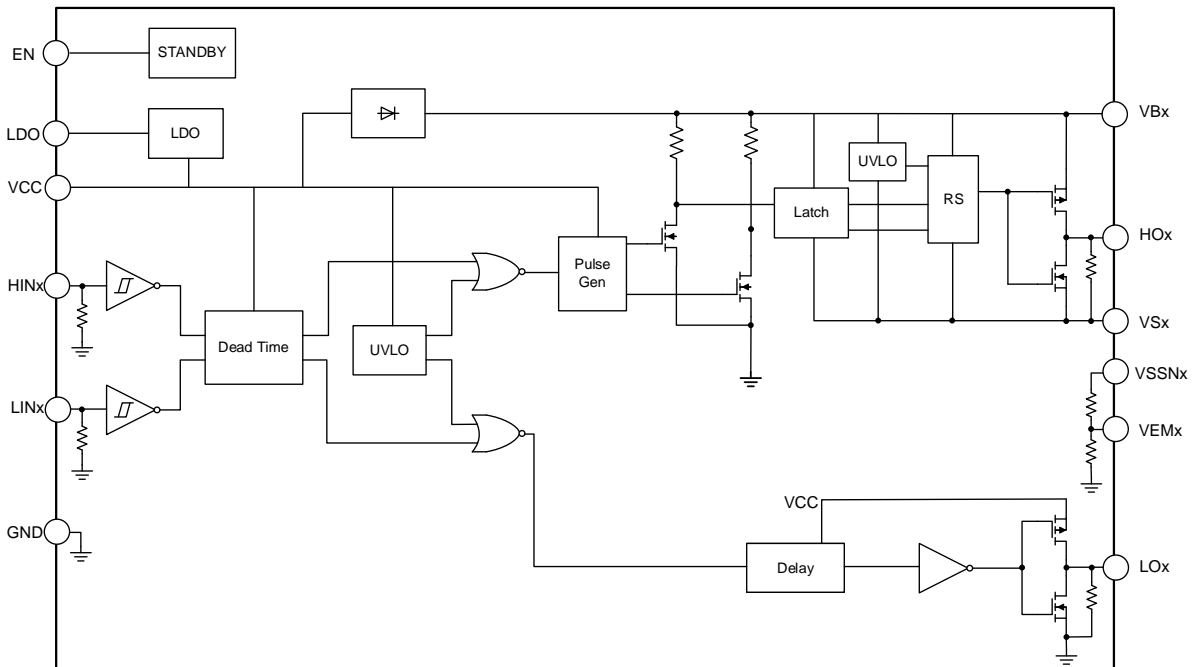 EN
STANDBY
LDO
LDO
VBx
UVLO
VCC
RS
Latch
HOx
HINx
Pulse
Gen
Dead Time
UVLO
VSx
VSSNx
LINx
VEMx
VCC
GND
Delay
LOx